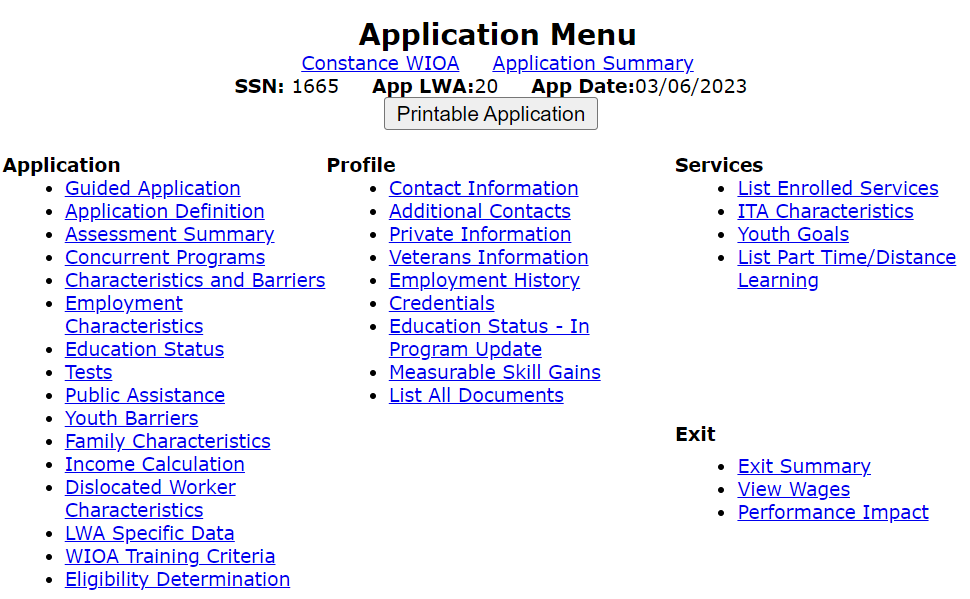 Application Menu
Constance WIOA Application Summary
SSN: 1665 App LWA:20 App Date:03/06/2023
Printable Application
Application
Guided Application
Application Definition
Assessment Summary
Concurrent Programs
Characteristics and Barriers
Employment
Characteristics
Education Status
Tests
Public Assistance
Youth Barriers
Family Characteristics
Income Calculation
Dislocated Worker
Characteristics
LWA Specific Data
WIOA Training Criteria
Eligibility Determination
Profile
Contact Information
Additional Contacts
Private Information
Veterans Information
Employment History
Credentials
Education Status - In
Program Update
Measurable Skill Gains
List All Documents
Services
List Enrolled Services
ITA Characteristics
Youth Goals
List Part Time/Distance
Learning
Exit
Exit Summary
View Wages
Performance Impact